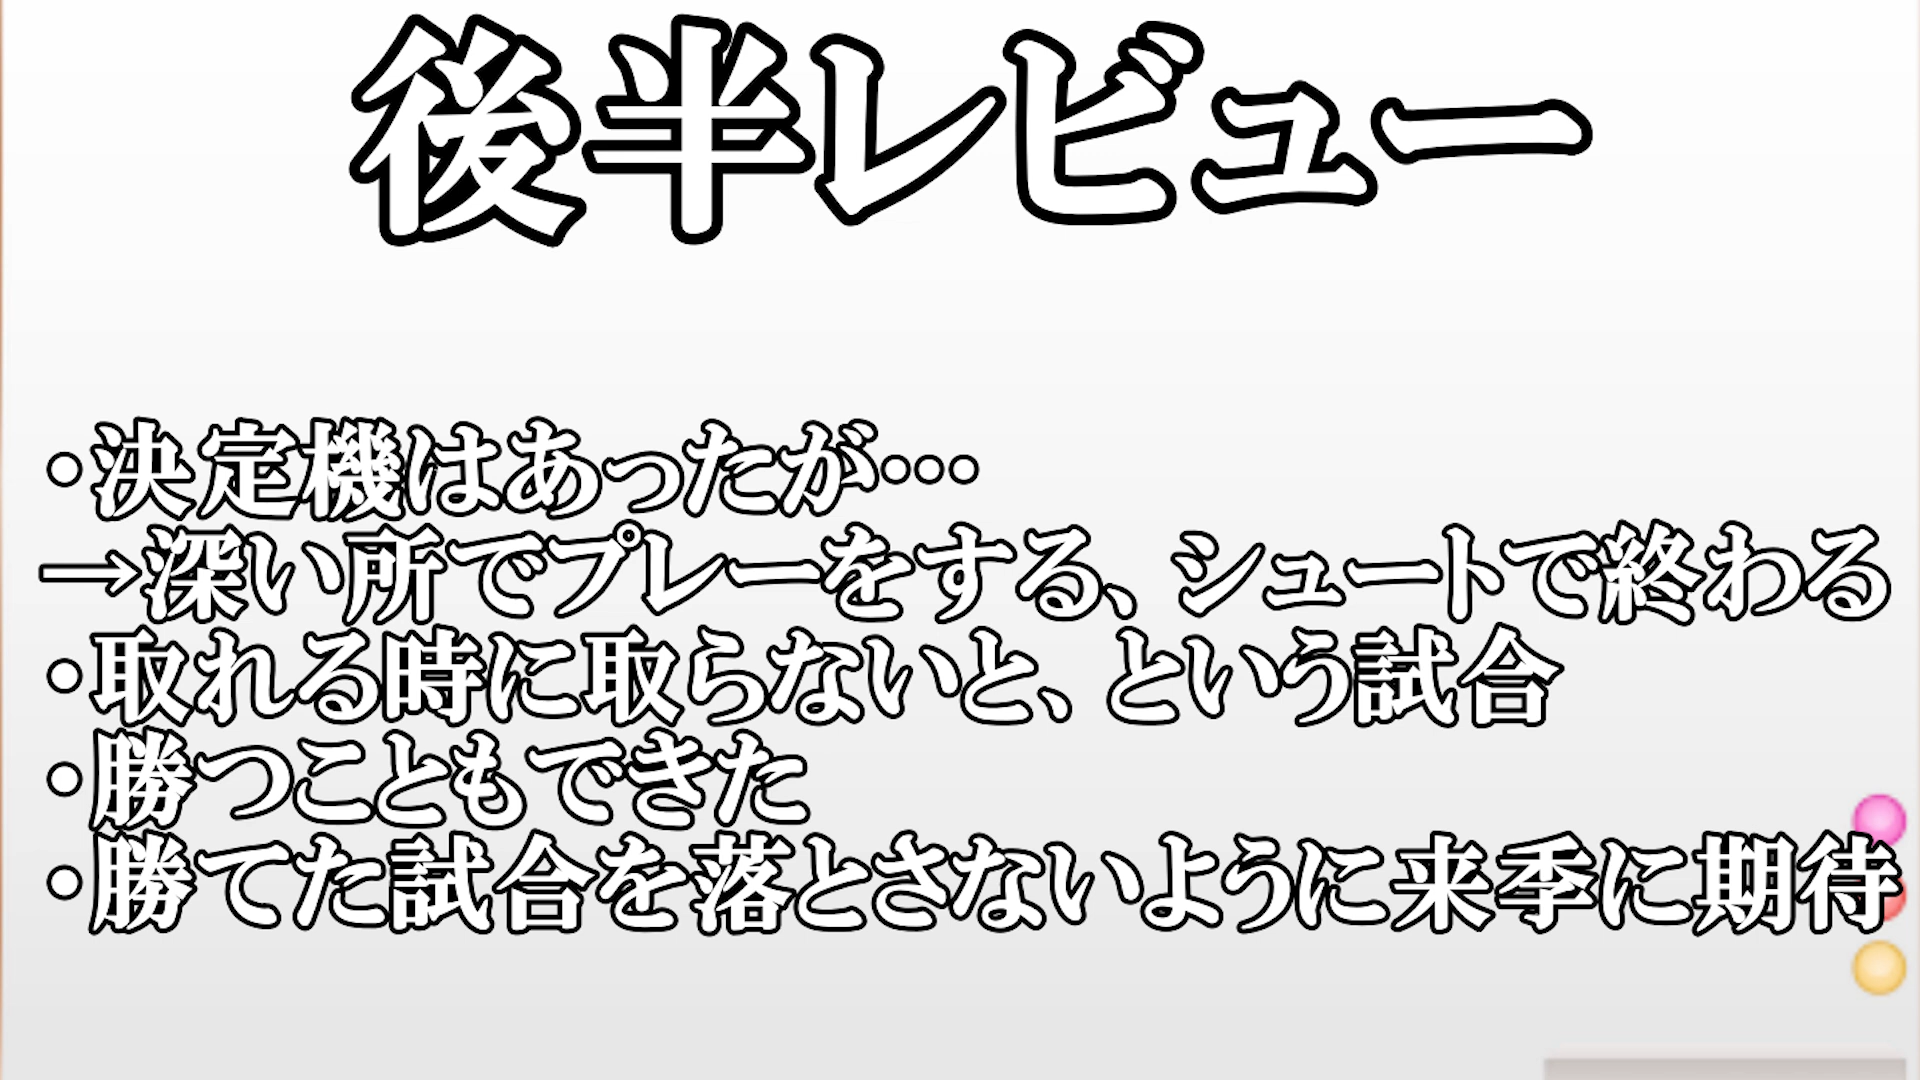 後半レビュー
・決定機はあったが…
→深い所でプレーをする、シュートで終わる
・取れる時に取らないと、という試合
・勝つこともできた
・勝てた試合を落とさないように来季に期待